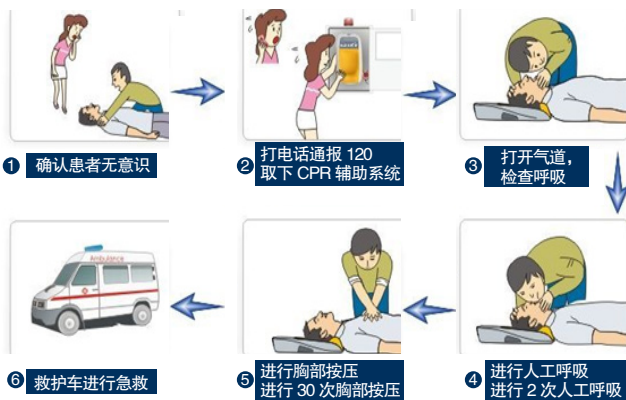 ❶ 确认患者无意识
❷ 打电话通报 120
取下 CPR 辅助系统
❸ 打开气道，
检查呼吸
Ambulance
❻ 救护车进行急救
❺ 进行胸部按压
进行 30 次胸部按压
❹ 进行人工呼吸
进行 2 次人工呼吸